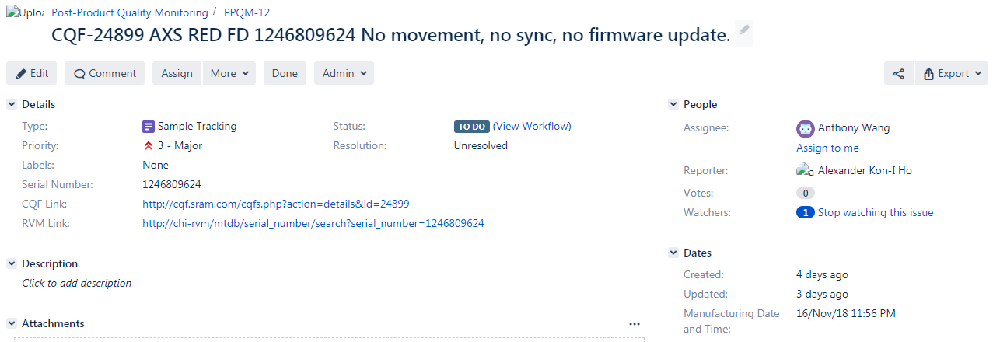 Uploa
Post-Product Quality Monitoring / PPQM-12
CQF-24899 AXS RED FD 1246809624 No movement, no sync, no firmware update.
Edit Comment Assign More Done Admin Export
Details
Type: Sample Tracking Status: TO DO (View Workflow)
Priority: 3 - Major Resolution: Unresolved
Labels: None
Serial Number: 1246809624
CQF Link: http://cqf.sram.com/cqfs.php?action=details&id=24899
RVM Link: http://chi-rvm/mtdb/serial_number/search?serial_number=1246809624
Description
Click to add description
Attachments
People
Assignee: Anthony Wang
Assign to me
Reporter: a Alexander Kon-I Ho
Votes: 0
Watchers: 1 Stop watching this issue
Dates
Created: 4 days ago
Updated: 3 days ago
Manufacturing Date 16/Nov/18 11:56 PM
and Time: